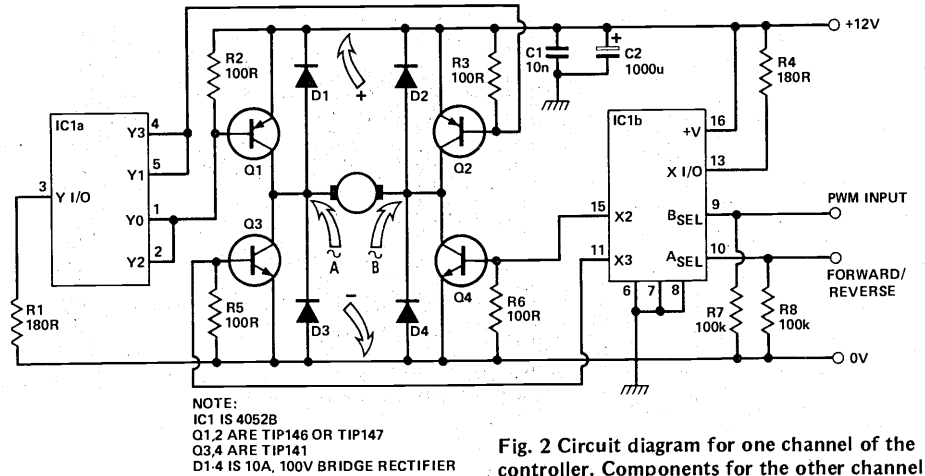 +12V
R2
100R
R3
100R
C1
10n
+
C2
1000u
R4
180R
D1
+
D2
IC1a
Y3
4
Y1
5
3
Y I/O
Y0
1
Y2
2
Q1
Q2
IC1b
16
+V
13
X I/O
PWM INPUT
9
BSEL
15
X2
10
ASEL
11
X3
FORWARD/
REVERSE
6
7
8
Q3
~
A
~
B
Q4
R1
180R
R5
100R
D3
-
D4
R6
100R
R7
100k
R8
100k
0V
NOTE:
IC1 IS 4052B
Q1,2 ARE TIP146 OR TIP147
Q3,4 ARE TIP141
D1-4 IS 10A, 100V BRIDGE RECTIFIER
Fig. 2 Circuit diagram for one channel of the
controller. Components for the other channel